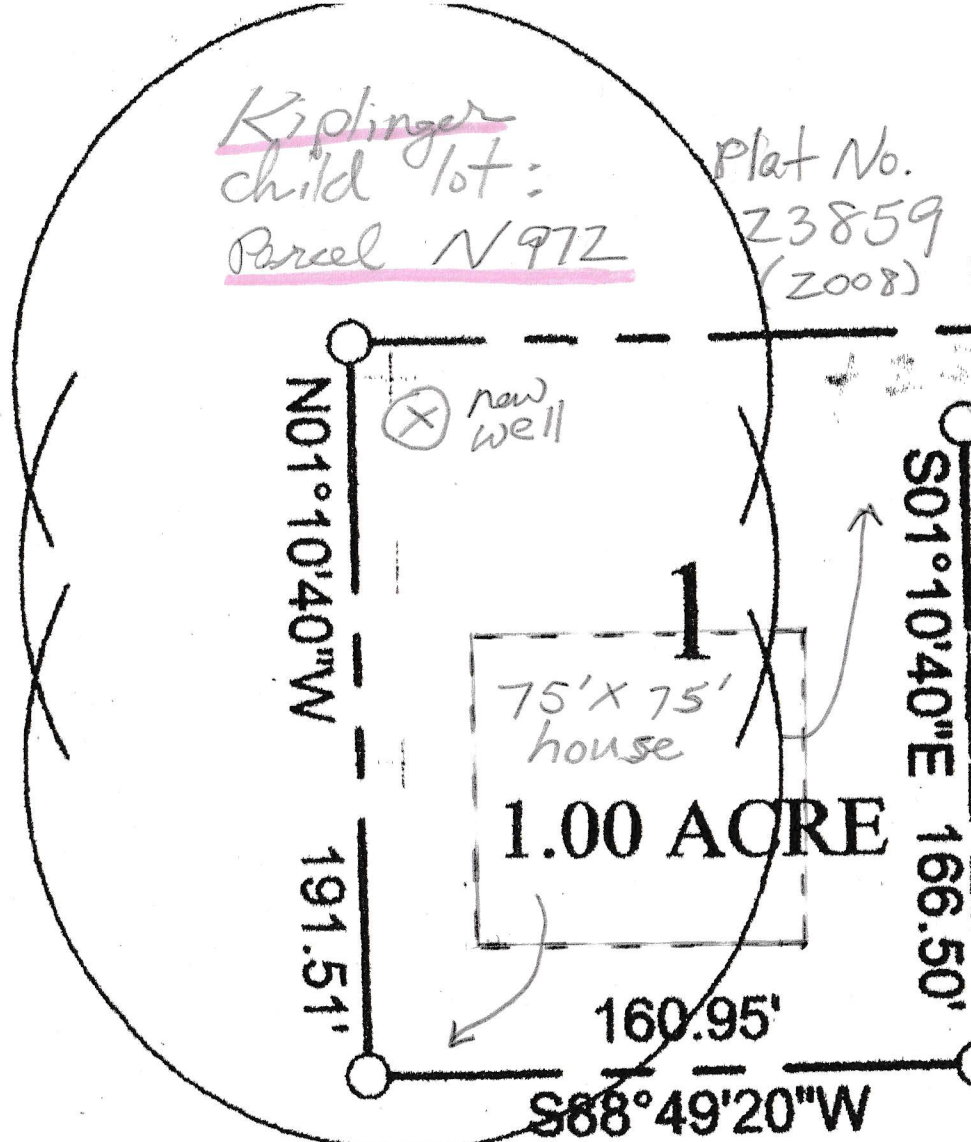 Kiplinger
child lot:
Parcel N972
Plat No.
23859
(2008)
new
well
N01°10'40"W 191.51'
S01°10'40"E 166.50'
1
75' X 75'
house
1.00 ACRE
160.95'
S88°49'20"W